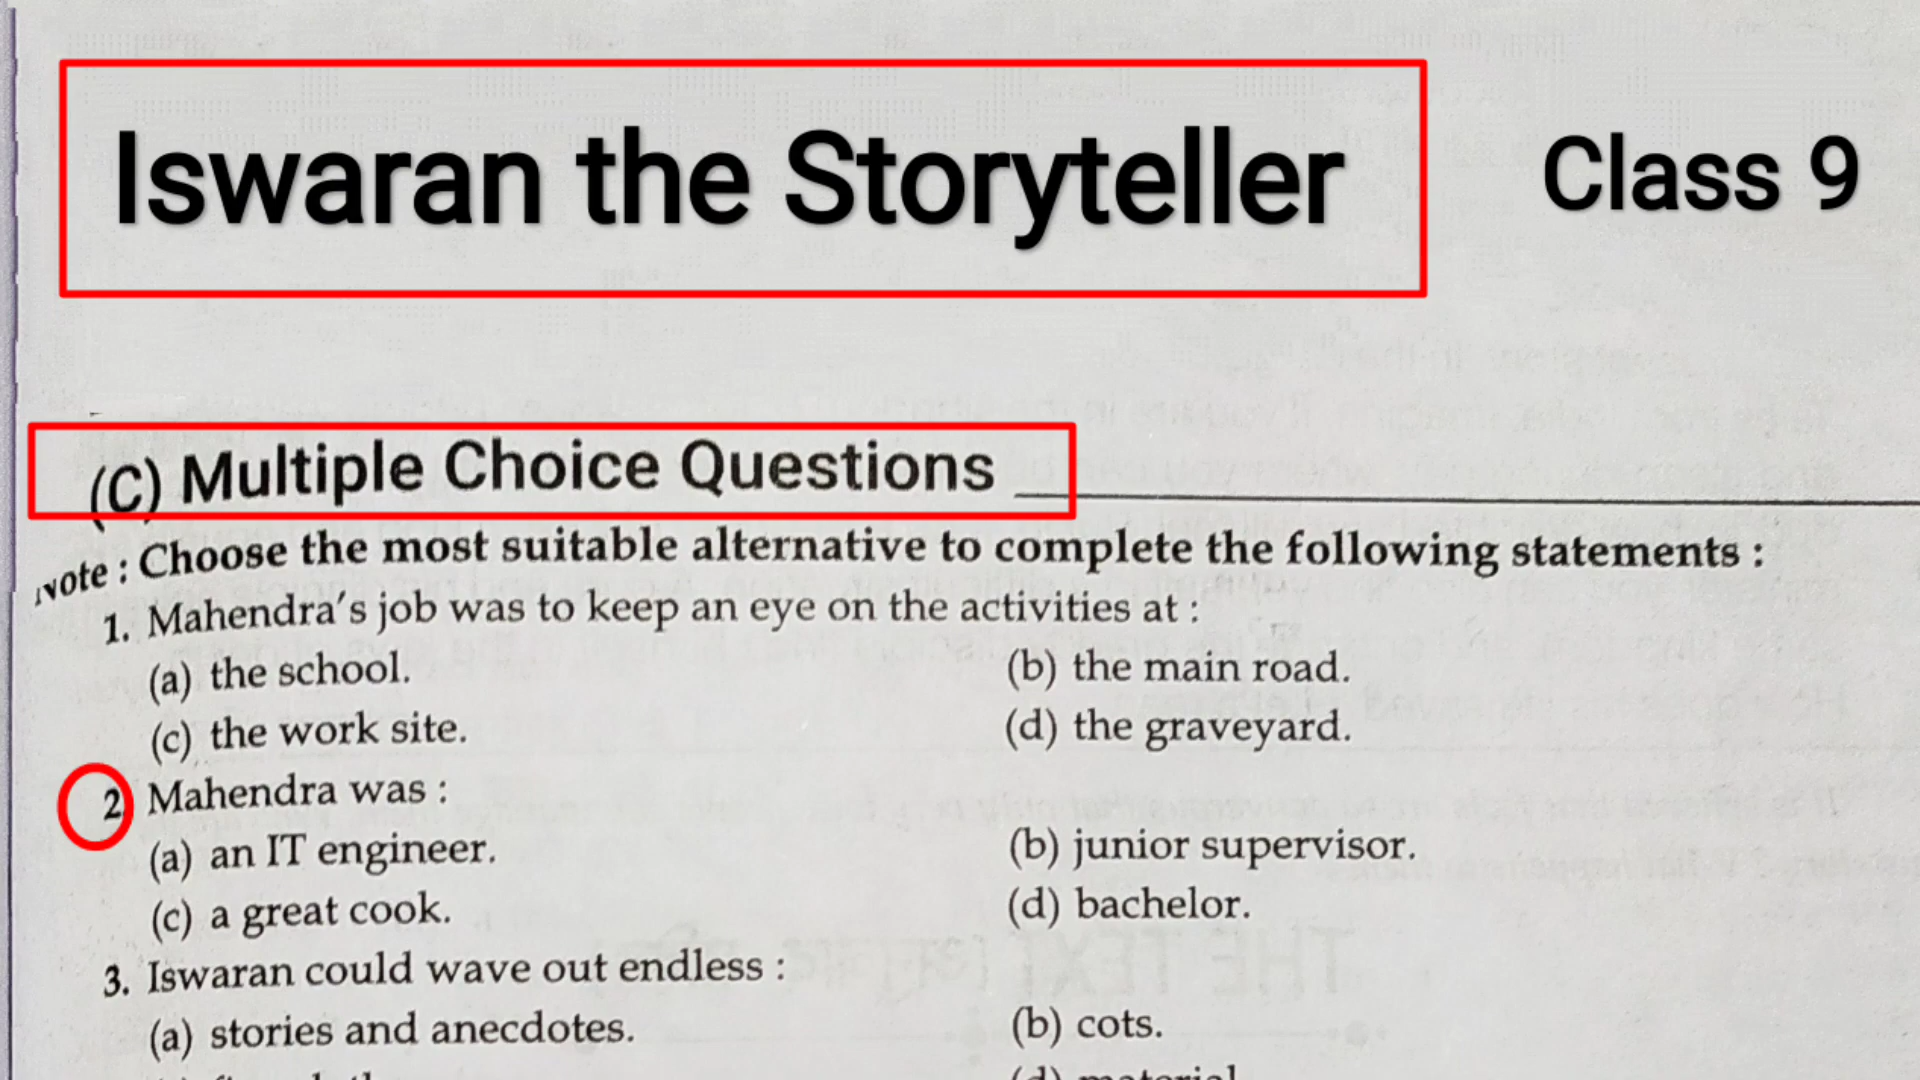 Iswaran the Storyteller
Class 9
(C) Multiple Choice Questions
Note : Choose the most suitable alternative to complete the following statements :
1. Mahendra's job was to keep an eye on the activities at :
(a) the school.
(b) the main road.
(c) the work site.
(d) the graveyard.
2 Mahendra was :
(a) an IT engineer.
(b) junior supervisor.
(c) a great cook.
(d) bachelor.
3. Iswaran could wave out endless :
(a) stories and anecdotes.
(b) cots.
(d) material